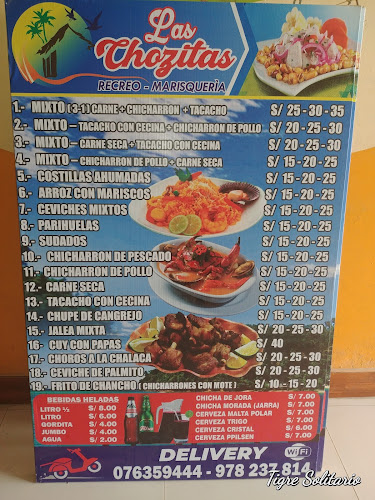 Las
Chozitas
RECREO - MARISQUERÌA
1.- MIXTO (3-1) CARNE + CHICHARRON + TACACHO S/ 25 - 30 - 35
2.- MIXTO – TACACHO CON CECINA + CHICHARRON DE POLLO S/ 20 - 25 - 30
3.- MIXTO – CARNE SECA + TACACHO CON CECINA S/ 20 - 25 - 30
4.- MIXTO – CHICHARRON DE POLLO + CARNE SECA S/ 15 - 20 - 25
5.- COSTILLAS AHUMADAS S/ 15 - 20 - 25
6.- ARROZ CON MARISCOS S/ 15 - 20 - 25
7.- CEVICHES MIXTOS S/ 15 - 20 - 25
8.- PARIHUELAS S/ 15 - 20 - 25
9.- SUDADOS S/ 15 - 20 - 25
10.- CHICHARRON DE PESCADO S/ 15 - 20 - 25
11.- CHICHARRON DE POLLO S/ 15 - 20 - 25
12.- CARNE SECA S/ 15 - 20 - 25
13.- TACACHO CON CECINA S/ 15 - 20 - 25
14.- CHUPE DE CANGREJO S/ 15 - 20 - 25
15.- JALEA MIXTA S/ 20 - 25 - 30
16.- CUY CON PAPAS S/ 40
17.- CHOROS A LA CHALACA S/ 20 - 25 - 30
18.- CEVICHE DE PALMITO S/ 20 - 25 - 30
19.- FRITO DE CHANCHO ( CHICHARRONES CON MOTE ) S/ 10 - 15 - 20
BEBIDAS HELADAS
LITRO ½ S/ 8.00
LITRO S/ 6.00
GORDITA S/ 4.00
JUMBO S/ 4.00
AGUA S/ 2.00
CHICHA DE JORA S/ 7.00
CHICHA MORADA (JARRA) S/ 7.00
CERVEZA MALTA POLAR S/ 7.00
CERVEZA TRIGO S/ 7.00
CERVEZA CRISTAL S/ 7.00
CERVEZA PPILSEN S/ 7.00
DELIVERY
Wi Fi
076359444 - 978 237 814
Tigre Solitario